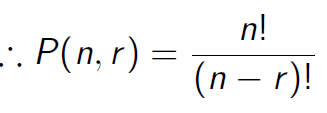 ∴ P(n, r) = n! / (n − r)!